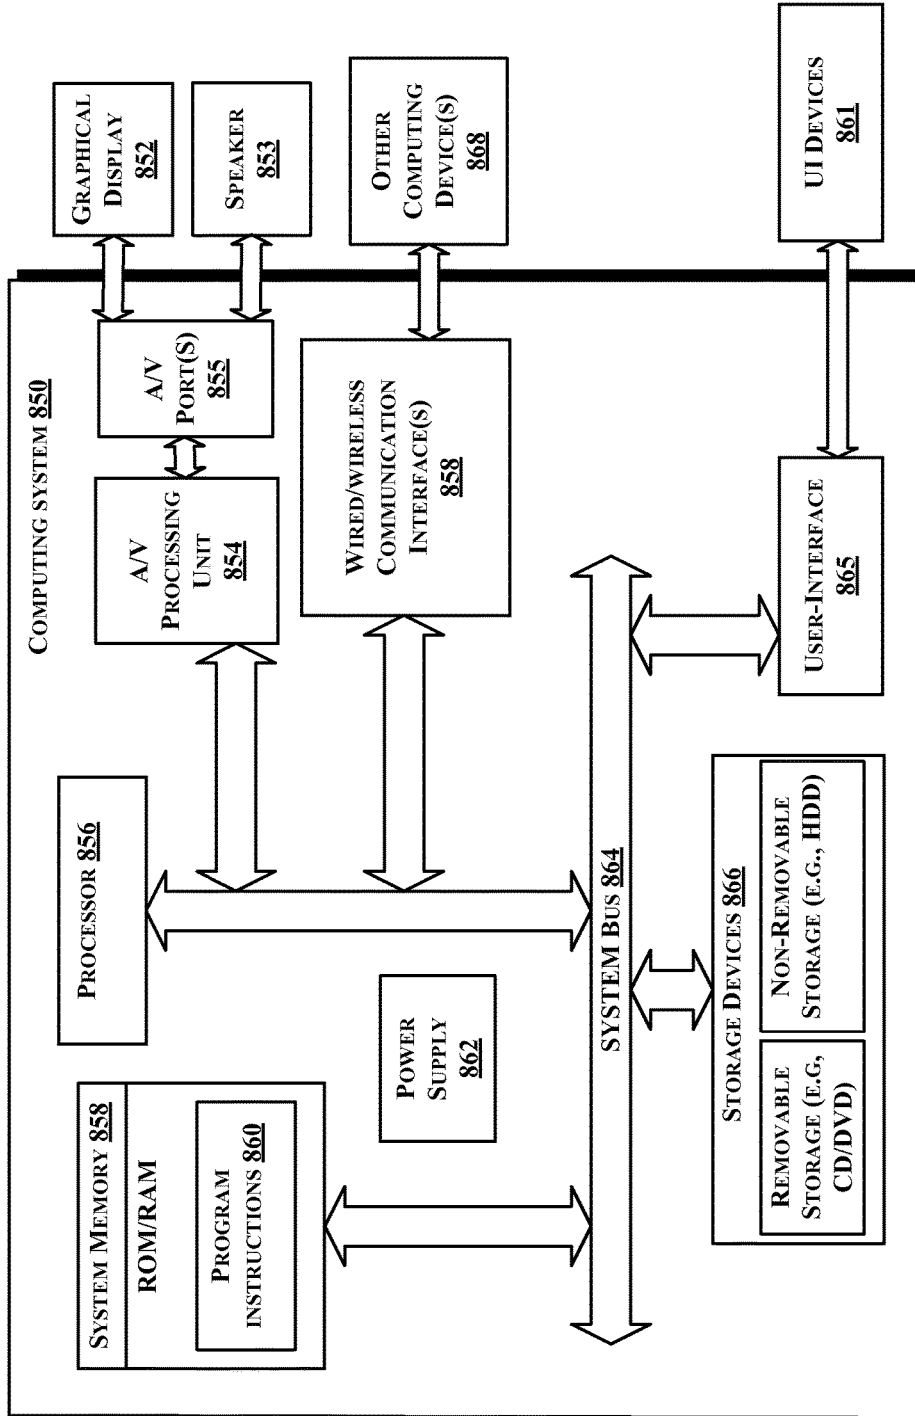 COMPUTING SYSTEM 850
SYSTEM MEMORY 858
ROM/RAM
PROGRAM
INSTRUCTIONS 860
PROCESSOR 856
POWER
SUPPLY
862
A/V
PROCESSING
UNIT
854
A/V
PORT(S)
855
GRAPHICAL
DISPLAY
852
SPEAKER
853
WIRED/WIRELESS
COMMUNICATION
INTERFACE(S)
858
OTHER
COMPUTING
DEVICE(S)
868
SYSTEM BUS 864
STORAGE DEVICES 866
REMOVABLE
STORAGE (E.G,
CD/DVD)
NON-REMOVABLE
STORAGE (E.G., HDD)
USER-INTERFACE
865
UI DEVICES
861